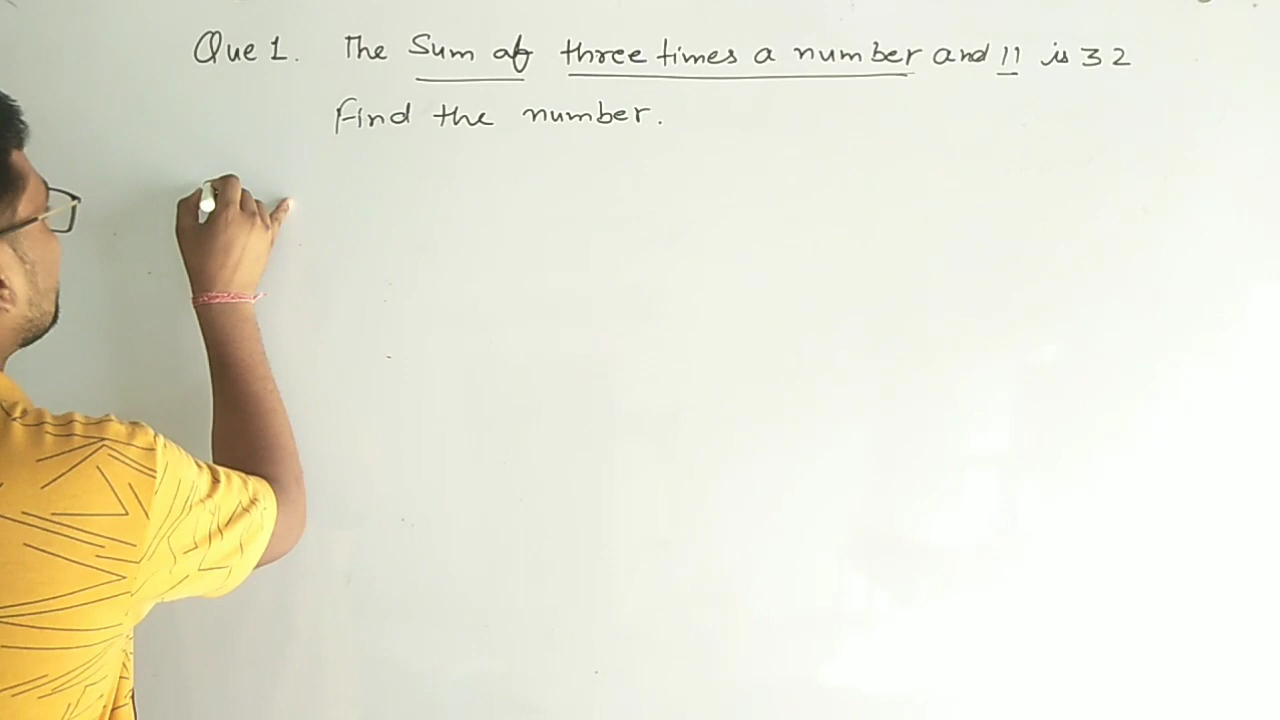 Que 1. The Sum of three times a number and 11 is 32
Find the number.